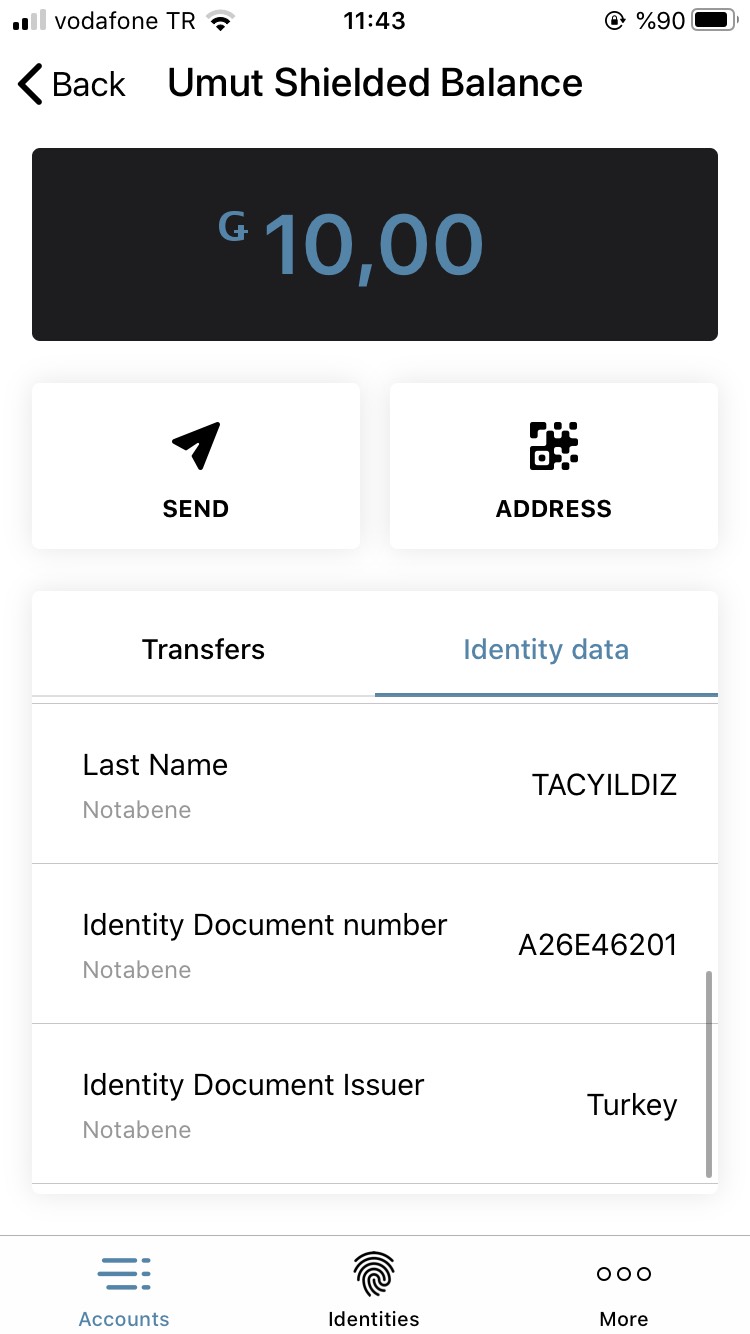 vodafone TR 11:43 %90
Back Umut Shielded Balance
Ǥ 10,00
SEND ADDRESS
Transfers Identity data
Last Name TACYILDIZ
Notabene
Identity Document number A26E46201
Notabene
Identity Document Issuer Turkey
Notabene
Accounts Identities More